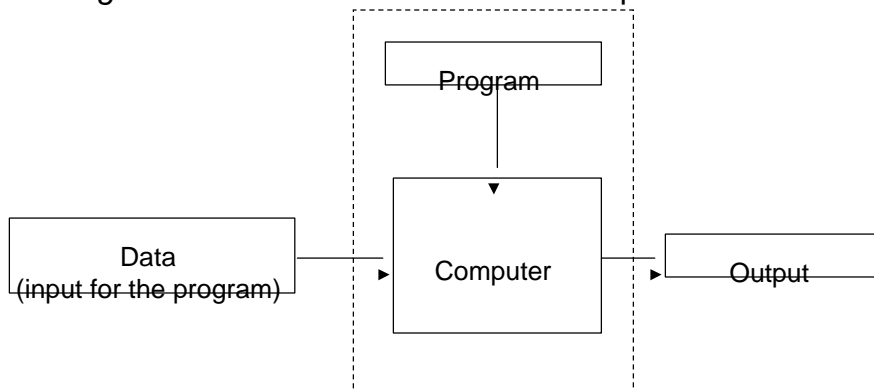 Program
Data
(input for the program)
Computer
Output